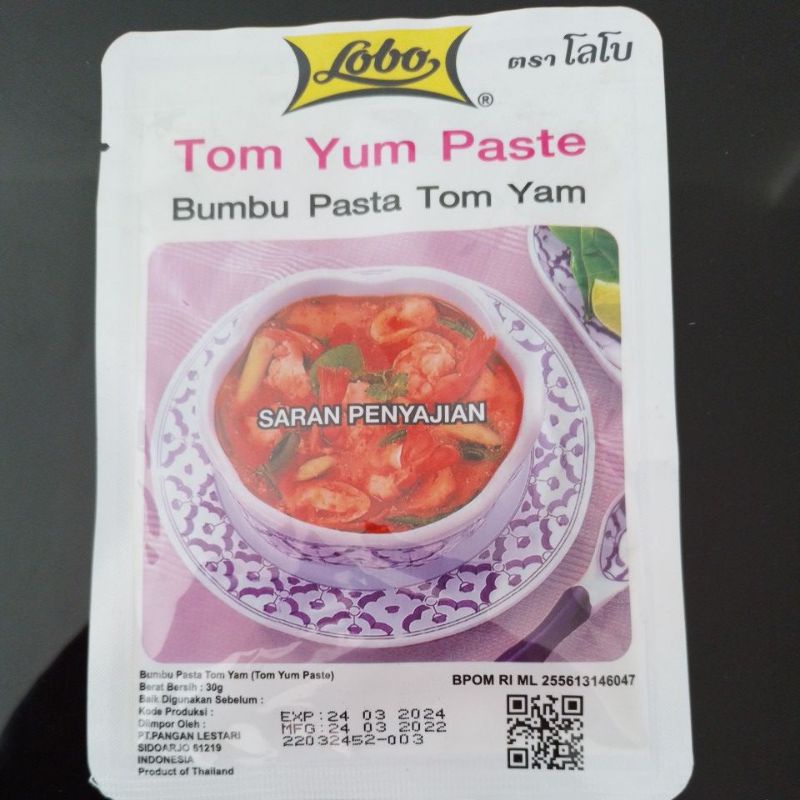 Lobo
®
ตรา โลโบ
Tom Yum Paste
Bumbu Pasta Tom Yam
SARAN PENYAJIAN
Bumbu Pasta Tom Yam (Tom Yum Paste)
Berat Bersih : 30g
Baik Digunakan Sebelum :
Kode Produksi :
Diimpor Oleh :
PT.PANGAN LESTARI
SIDOARJO 61219
INDONESIA
Product of Thailand
EXP:24 03 2024
MFG:24 03 2022
22032452-003
BPOM RI ML 255613146047